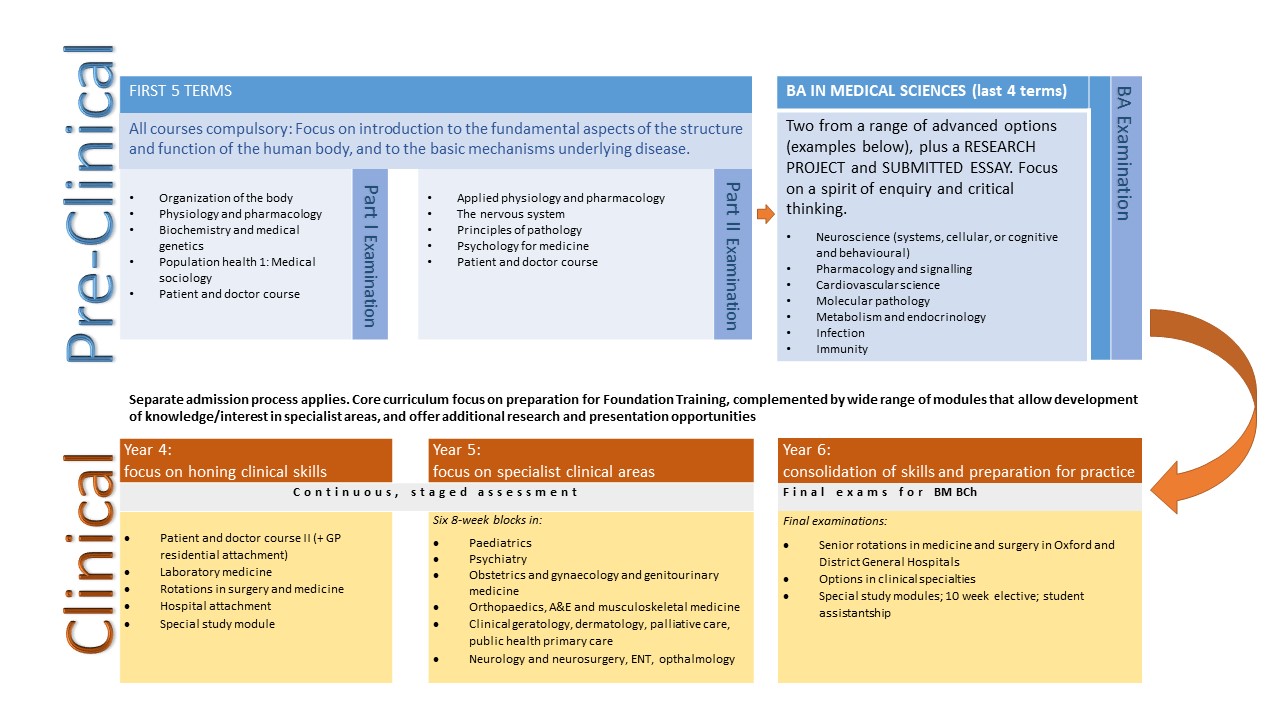 Pre-Clinical
FIRST 5 TERMS
All courses compulsory: Focus on introduction to the fundamental aspects of the structure
and function of the human body, and to the basic mechanisms underlying disease.
• Organization of the body
• Physiology and pharmacology
• Biochemistry and medical
genetics
• Population health 1: Medical
sociology
• Patient and doctor course
Part I Examination
• Applied physiology and pharmacology
• The nervous system
• Principles of pathology
• Psychology for medicine
• Patient and doctor course
Part II Examination
BA IN MEDICAL SCIENCES (last 4 terms)
Two from a range of advanced options
(examples below), plus a RESEARCH
PROJECT and SUBMITTED ESSAY. Focus
on a spirit of enquiry and critical
thinking.
• Neuroscience (systems, cellular, or cognitive
and behavioural)
• Pharmacology and signalling
• Cardiovascular science
• Molecular pathology
• Metabolism and endocrinology
• Infection
• Immunity
BA Examination
Separate admission process applies. Core curriculum focus on preparation for Foundation Training, complemented by wide range of modules that allow development
of knowledge/interest in specialist areas, and offer additional research and presentation opportunities
Clinical
Year 4:
focus on honing clinical skills
Year 5:
focus on specialist clinical areas
Continuous, staged assessment
• Patient and doctor course II (+ GP
residential attachment)
• Laboratory medicine
• Rotations in surgery and medicine
• Hospital attachment
• Special study module
Six 8-week blocks in:
• Paediatrics
• Psychiatry
• Obstetrics and gynaecology and genitourinary
medicine
• Orthopaedics, A&E and musculoskeletal medicine
• Clinical geratology, dermatology, palliative care,
public health primary care
• Neurology and neurosurgery, ENT, opthalmology
Year 6:
consolidation of skills and preparation for practice
Final exams for BM BCh
Final examinations:
• Senior rotations in medicine and surgery in Oxford and
District General Hospitals
• Options in clinical specialties
• Special study modules; 10 week elective; student
assistantship